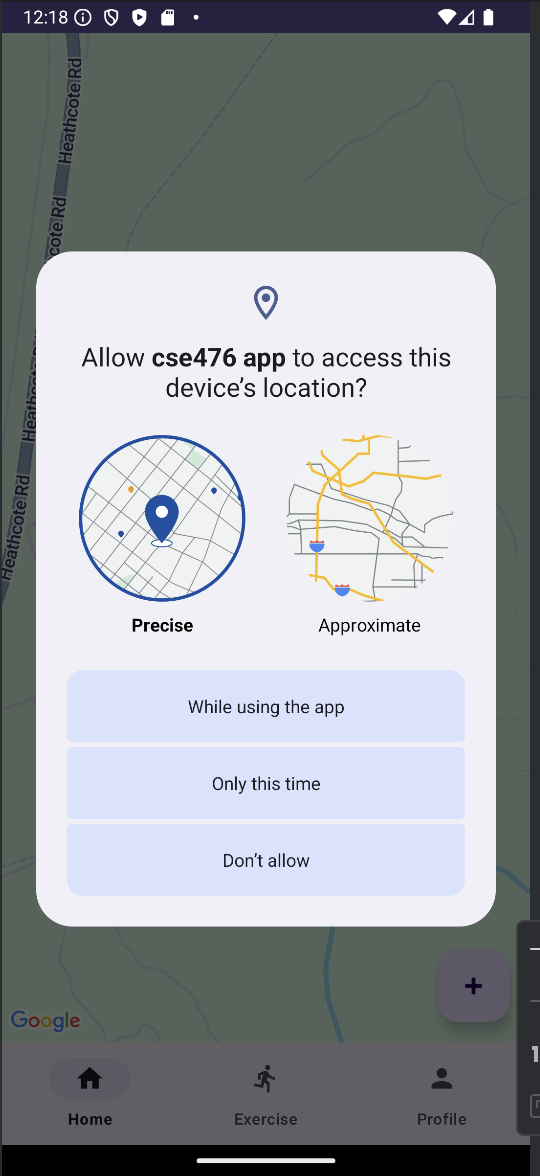 12:18
Heathcote Rd
cote Rd
Heathcote R
Heathcote Rd
Allow cse476 app to access this
device's location?
Precise
Approximate
While using the app
Only this time
Don't allow
+
Google
Home
Exercise
Profile